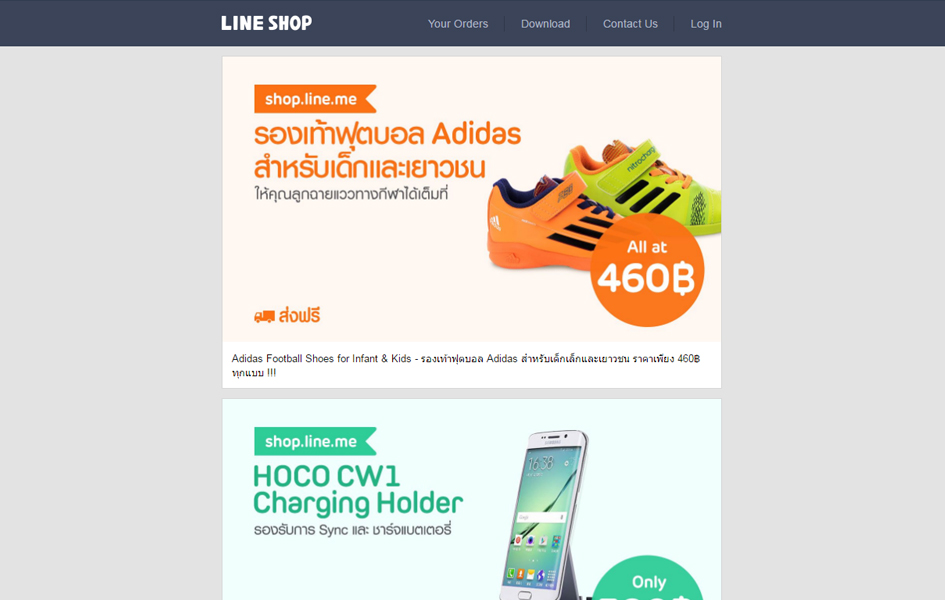 LINE SHOP
Your Orders
Download
Contact Us
Log In
shop.line.me
รองเท้าฟุตบอล Adidas
สำหรับเด็กและเยาวชน
ให้คุณลูกฉายแววทางกีฬาได้เต็มที่
nitrocharge
All at
460฿
ส่งฟรี
Adidas Football Shoes for Infant & Kids - รองเท้าฟุตบอล Adidas สำหรับเด็กเล็กและเยาวชน ราคาเพียง 460฿
ทุกแบบ !!!
shop.line.me
HOCO CW1
Charging Holder
รองรับการ Sync และ ชาร์จแบตเตอรี่
16:38
Only